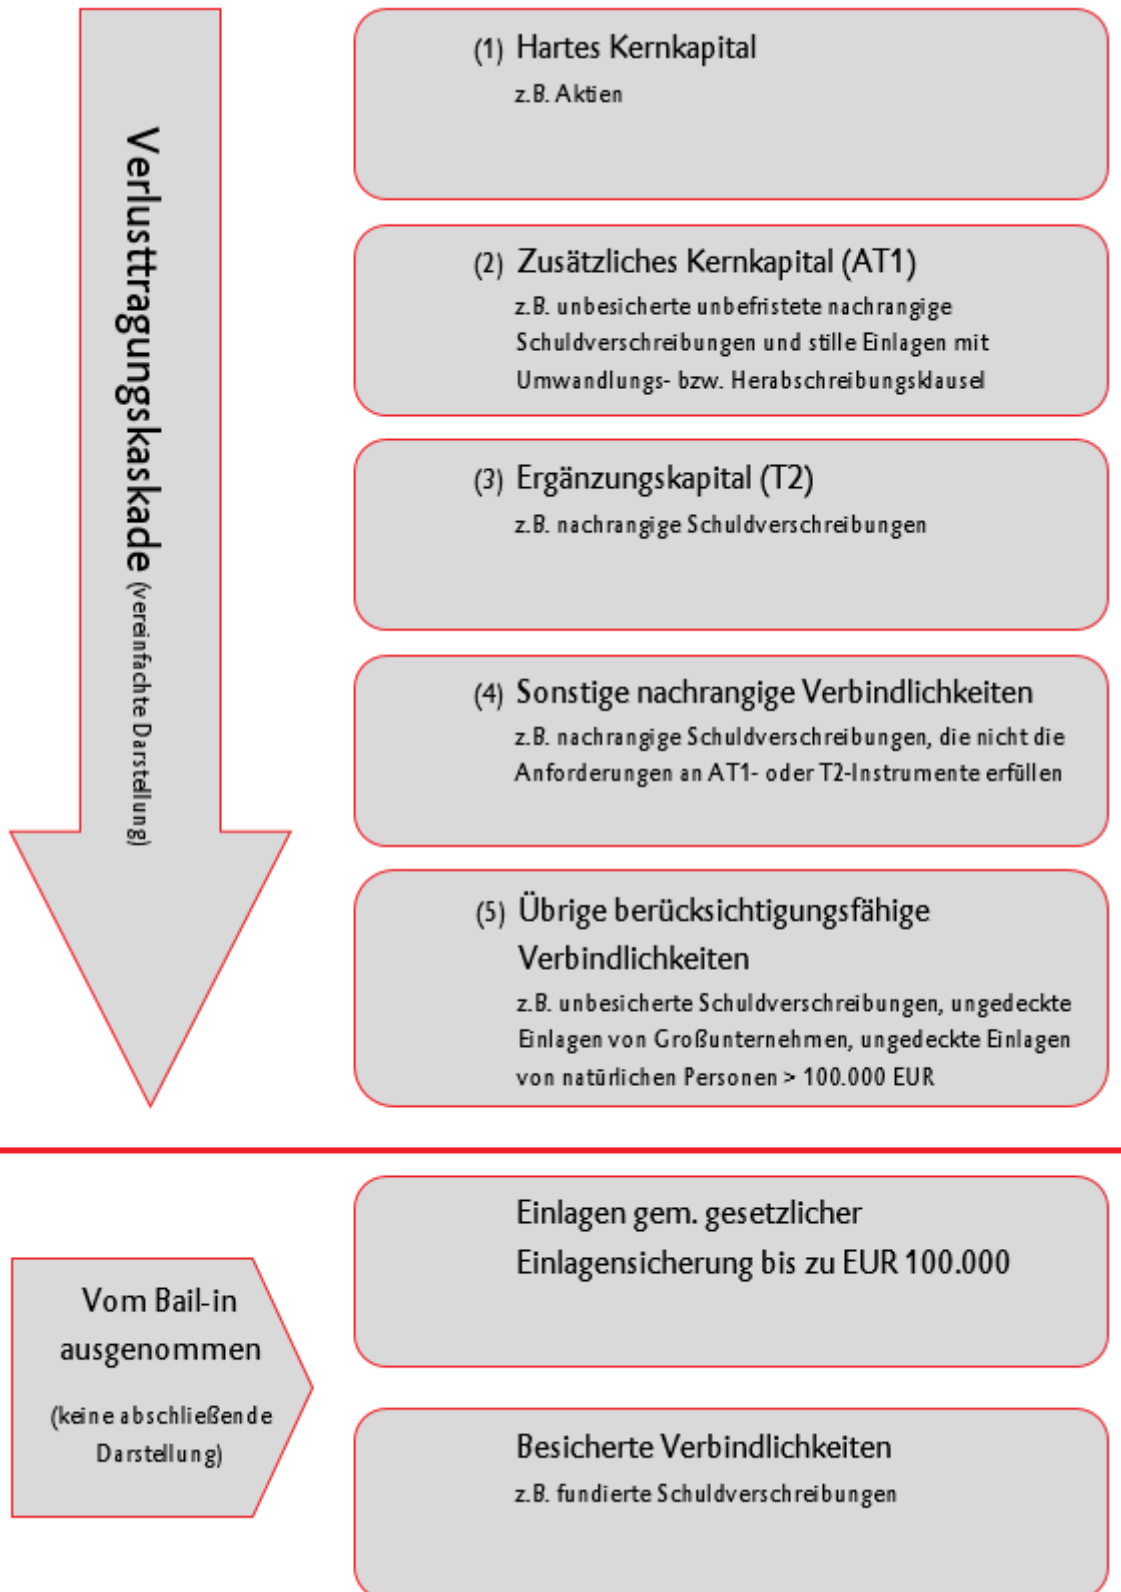 Verlusttragungskaskade (vereinfachte Darstellung)
(1) Hartes Kernkapital
z.B. Aktien
(2) Zusätzliches Kernkapital (AT1)
z.B. unbesicherte unbefristete nachrangige
Schuldverschreibungen und stille Einlagen mit
Umwandlungs- bzw. Herabschreibungsklausel
(3) Ergänzungskapital (T2)
z.B. nachrangige Schuldverschreibungen
(4) Sonstige nachrangige Verbindlichkeiten
z.B. nachrangige Schuldverschreibungen, die nicht die
Anforderungen an AT1- oder T2-Instrumente erfüllen
(5) Übrige berücksichtigungsfähige
Verbindlichkeiten
z.B. unbesicherte Schuldverschreibungen, ungedeckte
Einlagen von Großunternehmen, ungedeckte Einlagen
von natürlichen Personen > 100.000 EUR
Vom Bail-in
ausgenommen
(keine abschließende
Darstellung)
Einlagen gem. gesetzlicher
Einlagensicherung bis zu EUR 100.000
Besicherte Verbindlichkeiten
z.B. fundierte Schuldverschreibungen